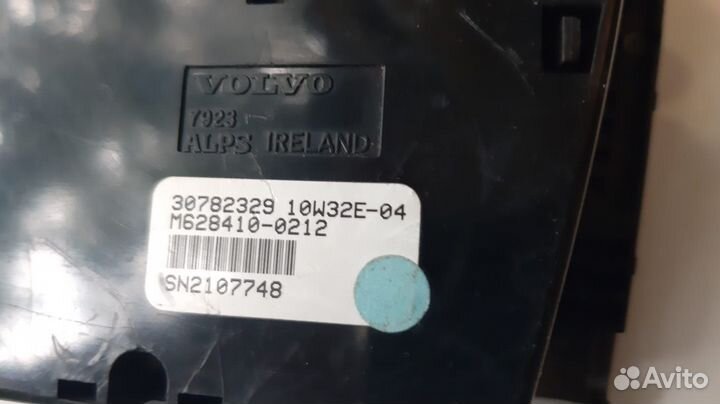 VOLVO
7923
ALPS IRELAND
30782329 10W32E-04
M628410-0212
SN2107748
Avito